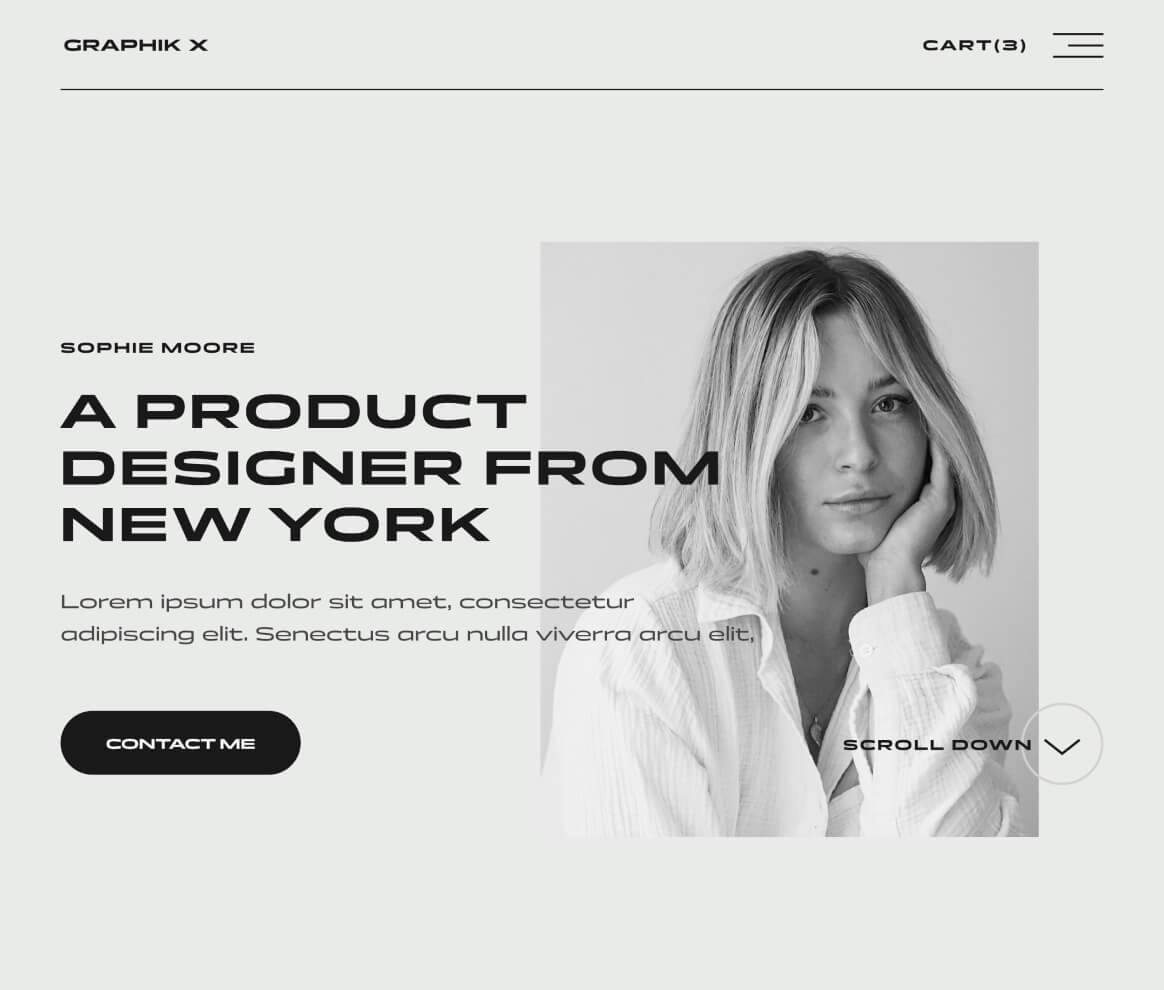 GRAPHIK X
CART(3)
SOPHIE MOORE
A PRODUCT
DESIGNER FROM
NEW YORK
Lorem ipsum dolor sit amet, consectetur
adipiscing elit. Senectus arcu nulla viverra arcu elit,
CONTACT ME
SCROLL DOWN